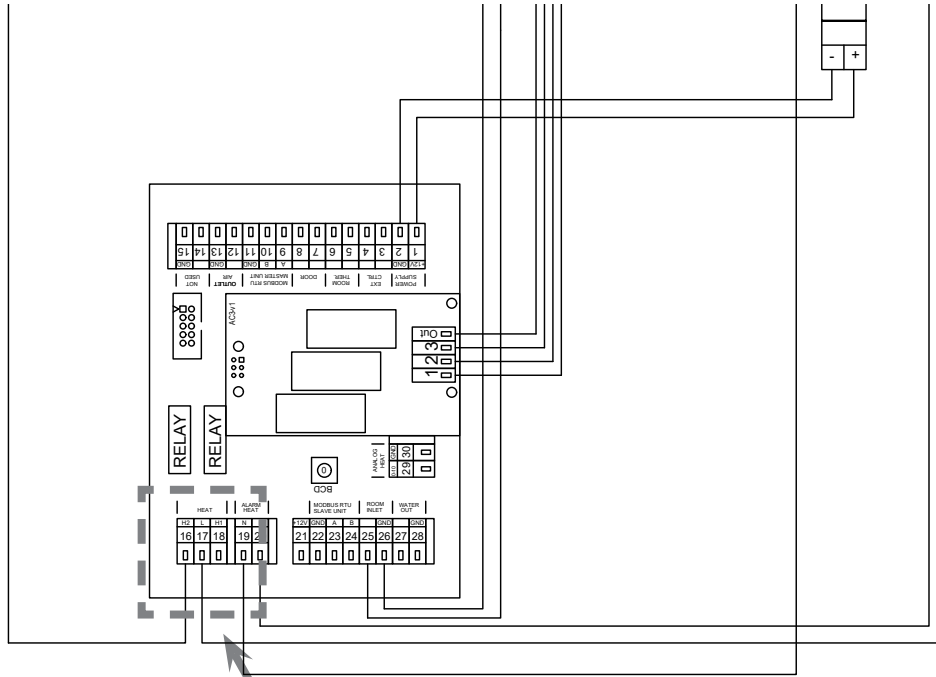 - +
15 14 13 12 11 10 9 8 7 6 5 4 3 2 1
GND GND GND B A GND +12V
NOT USED
OUTLET AIR
MODBUS RTU MASTER UNIT
DOOR
ROOM THER.
EXT CTRL
POWER SUPPLY
AC3v1
Out
3
2
1
RELAY
RELAY
ANALOG HEAT
0-10 GND
29 30
0
BCD
HEAT
ALARM HEAT
MODBUS RTU SLAVE UNIT
ROOM INLET
WATER OUT
H2 L H1 N +12V GND A B GND GND
16 17 18 19 21 22 23 24 25 26 27 28